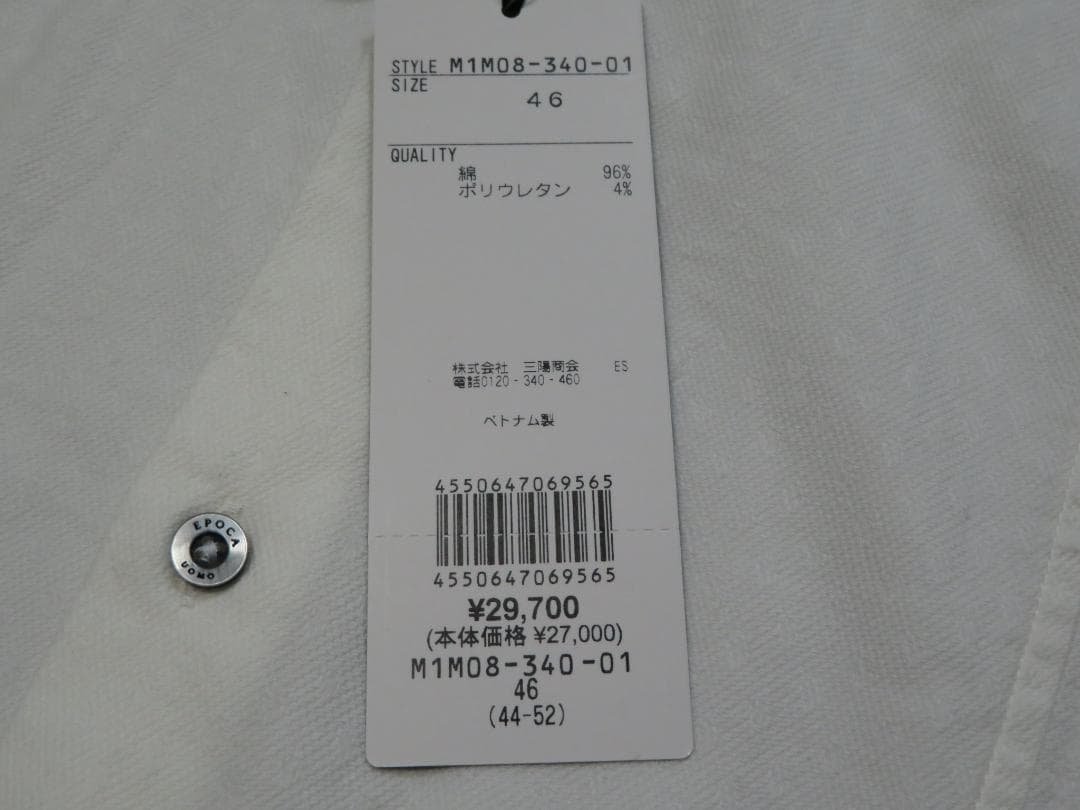 STYLE M1M08-340-01
SIZE
46
QUALITY
綿 96%
ポリウレタン 4%
株式会社 三陽商会 ES
電話0120-340-460
ベトナム製
4550647069565
4550647069565
¥29,700
(本体価格 ¥27,000)
M1M08-340-01
46
(44-52)
EPOCA
UOMO